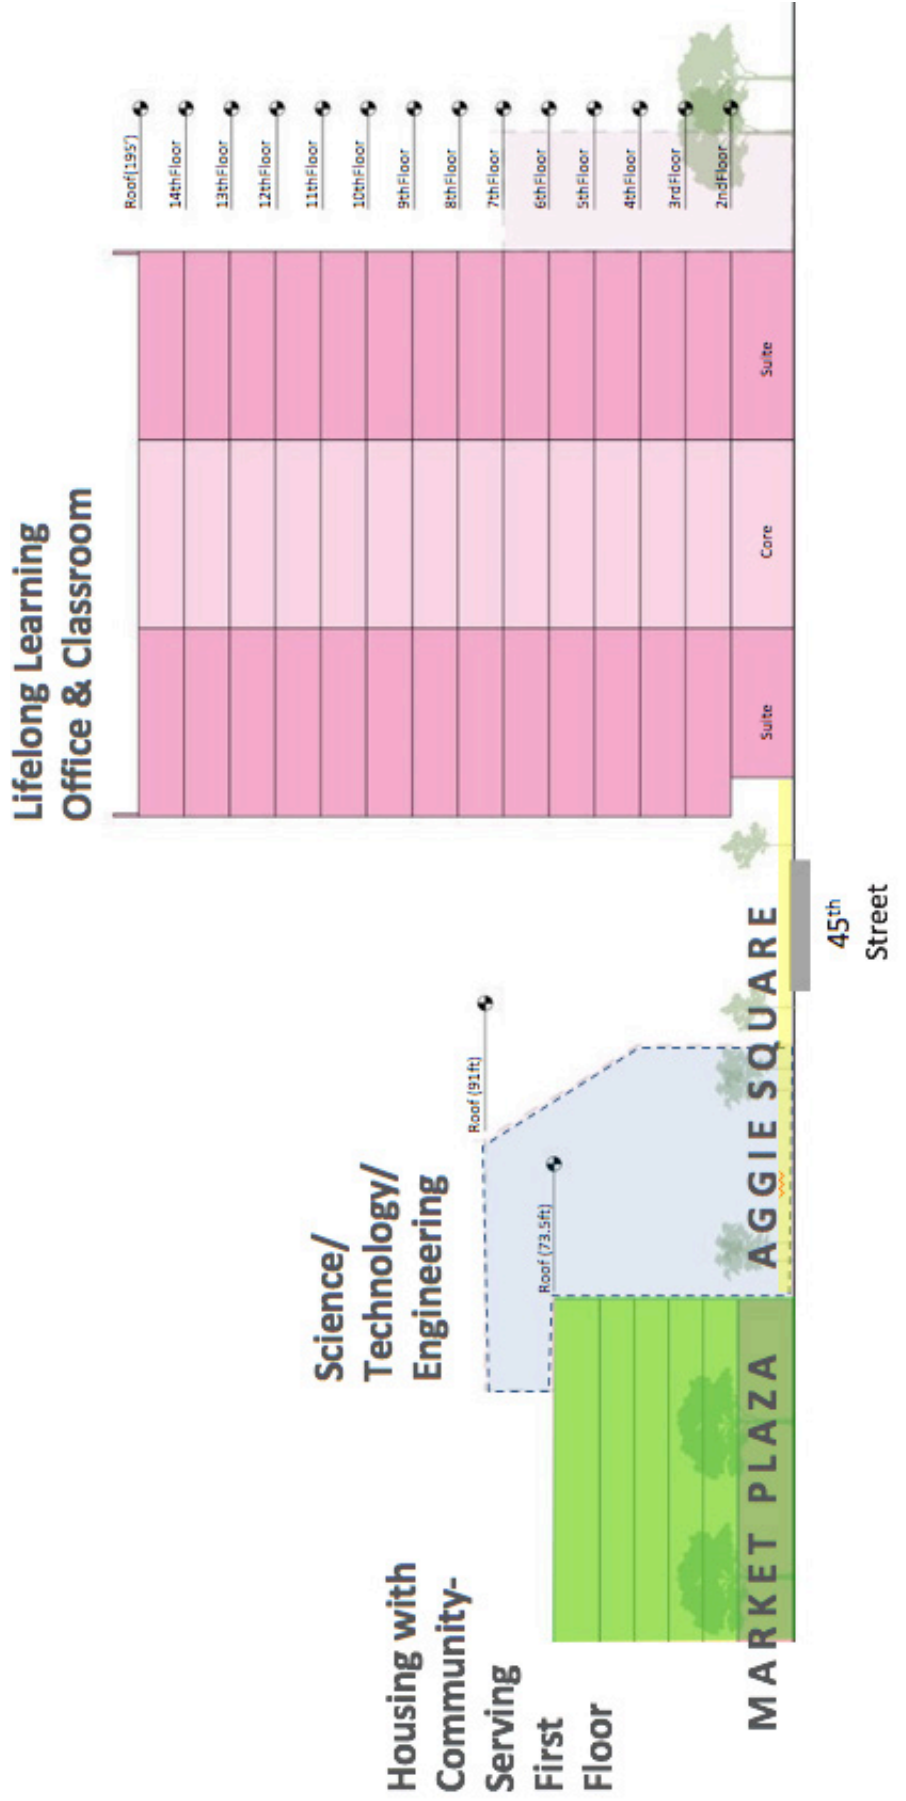 Lifelong Learning
Office & Classroom
Roof(195')
14thFloor
13thFloor
12thFloor
11thFloor
10thFloor
9thFloor
8thFloor
7thFloor
6thFloor
5thFloor
4thFloor
3rdFloor
2ndFloor
Suite
Core
Suite
Science/
Technology/
Engineering
Roof (91ft)
Roof (73.5ft)
Housing with
Community-
Serving
First
Floor
MARKET PLAZA
AGGIE SQUARE
45th
Street